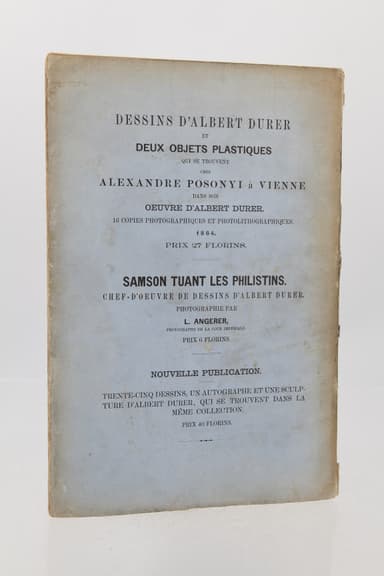 DESSINS D'ALBERT DURER
ET
DEUX OBJETS PLASTIQUES
QUI SE TROUVENT
CHEZ
ALEXANDRE POSONYI à VIENNE
DANS SON
OEUVRE D'ALBERT DURER.
16 COPIES PHOTOGRAPHIQUES ET PHOTOLITHOGRAPHIQUES.
1864.
PRIX 27 FLORINS.
SAMSON TUANT LES PHILISTINS.
CHEF-D'OEUVRE DE DESSINS D'ALBERT DURER.
PHOTOGRAPHIE PAR
L. ANGERER,
PHOTOGRAPHE DE LA COUR IMPERIALE
PRIX 6 FLORINS.
NOUVELLE PUBLICATION.
TRENTE-CINQ DESSINS, UN AUTOGRAPHE ET UNE SCULP-
TURE D'ALBERT DURER, QUI SE TROUVENT DANS LA
MÊME COLLECTION.
PRIX 40 FLORINS.